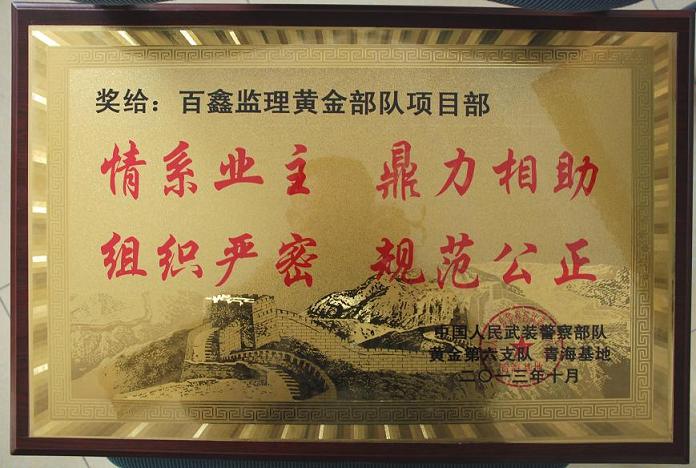 奖给：百鑫监理黄金部队项目部
情系业主 鼎力相助
组织严密 规范公正
中国人民武装警察部队
黄金第六支队 青海基地
二〇一三年十月